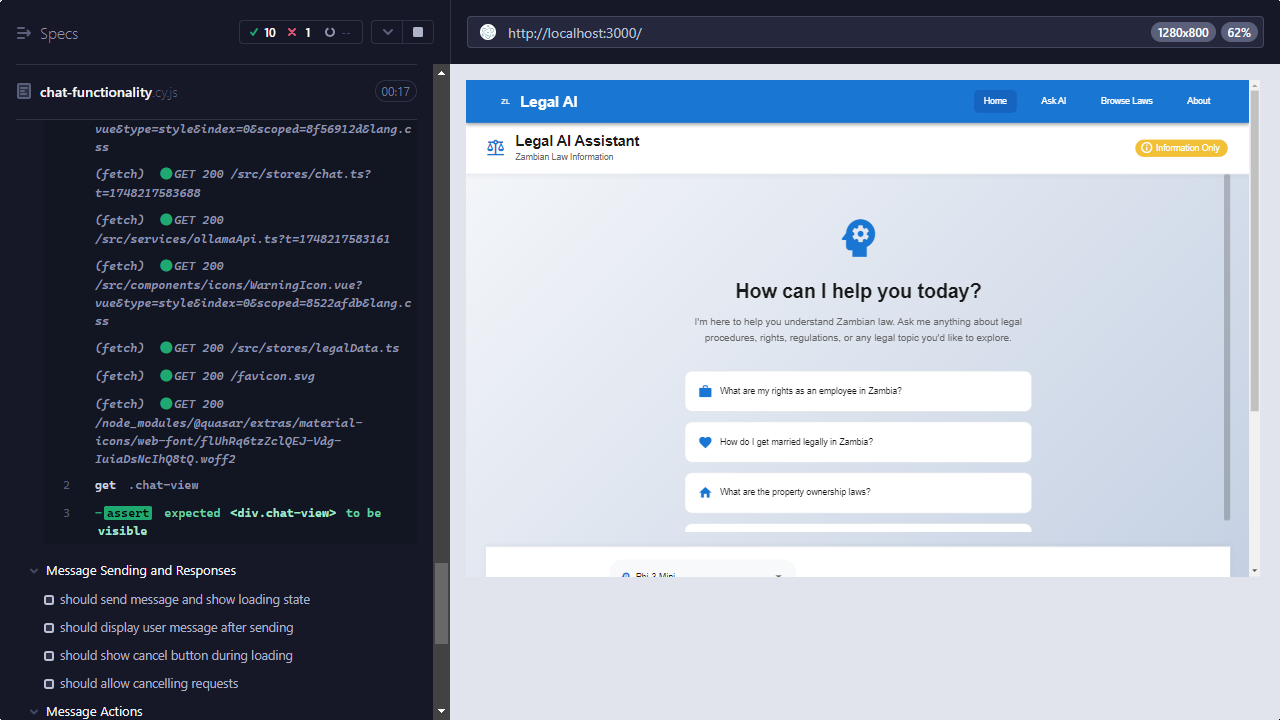 Specs
10
1
--
chat-functionality.cy.js
00:17
vue&type=style&index=0&scoped=8f56912d&lang.c
ss
(fetch) GET 200 /src/stores/chat.ts?
t=1748217583688
(fetch) GET 200
/src/services/ollamaApi.ts?t=1748217583161
(fetch) GET 200
/src/components/icons/WarningIcon.vue?
vue&type=style&index=0&scoped=8522afdb&lang.c
ss
(fetch) GET 200 /src/stores/legalData.ts
(fetch) GET 200 /favicon.svg
(fetch) GET 200
/node_modules/@quasar/extras/material-
icons/web-font/flUhRq6tzZclQEJ-Vdg-
IuiaDsNcIhQ8tQ.woff2
2 get .chat-view
3 -assert expected <div.chat-view> to be
visible
Message Sending and Responses
should send message and show loading state
should display user message after sending
should show cancel button during loading
should allow cancelling requests
Message Actions
http://localhost:3000/
1280x800
62%
ZL Legal AI
Home
Ask AI
Browse Laws
About
Legal AI Assistant
Zambian Law Information
Information Only
How can I help you today?
I'm here to help you understand Zambian law. Ask me anything about legal
procedures, rights, regulations, or any legal topic you'd like to explore.
What are my rights as an employee in Zambia?
How do I get married legally in Zambia?
What are the property ownership laws?
Phi-3 Mini